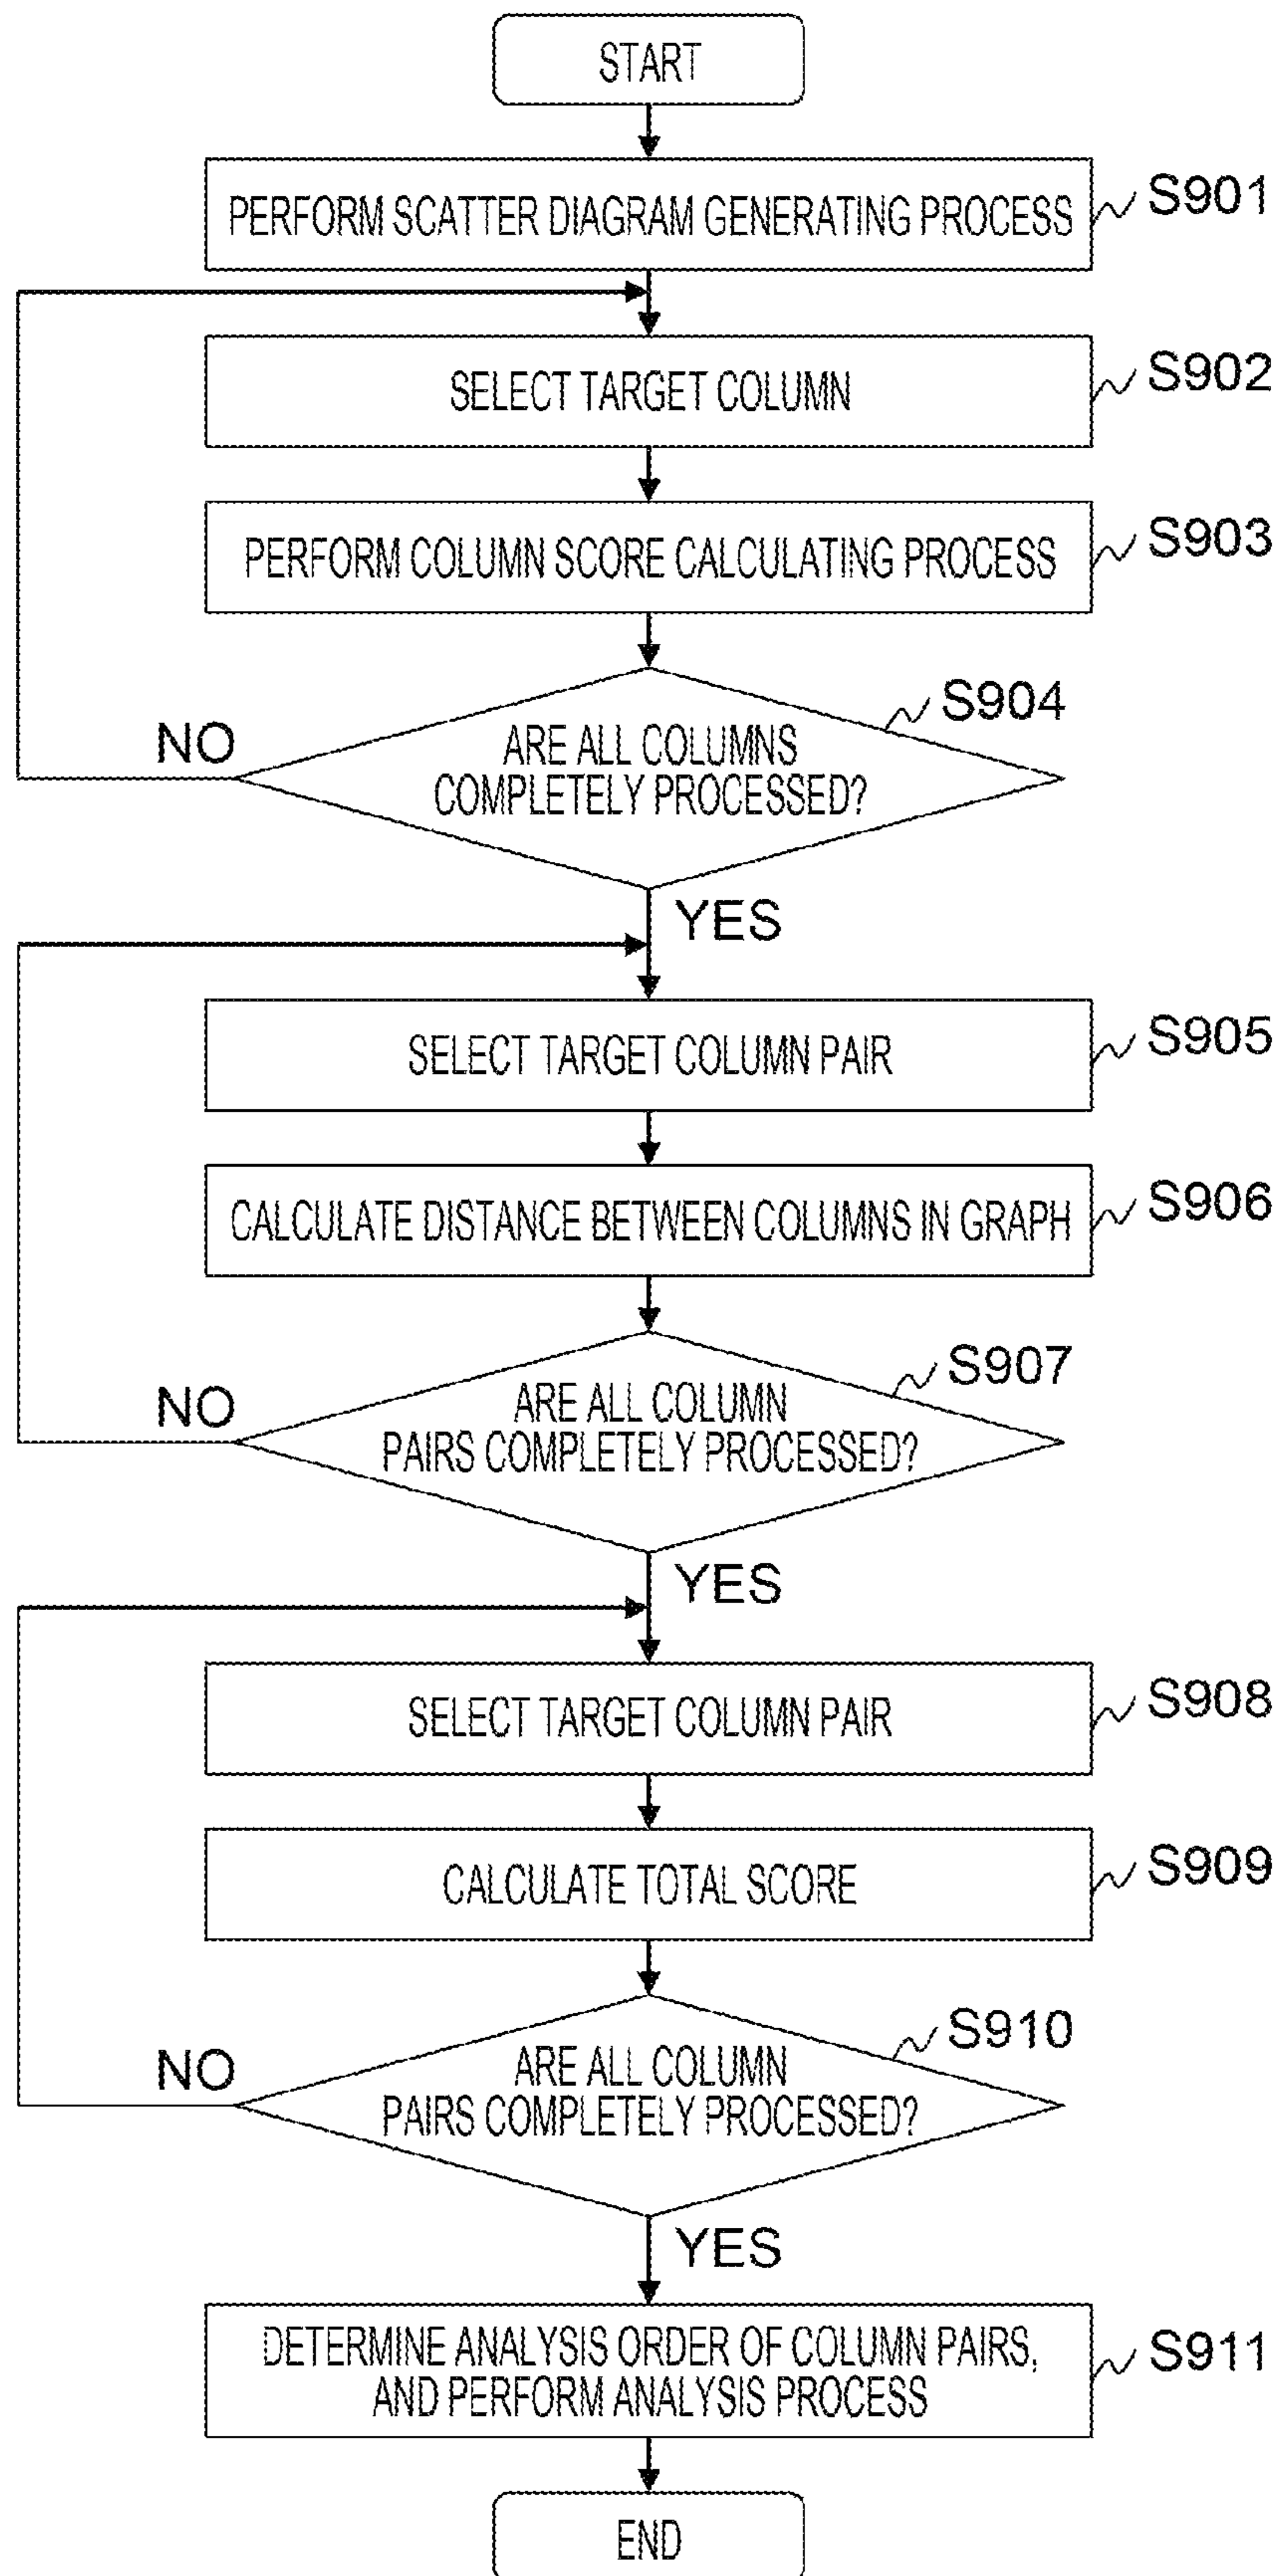 START
PERFORM SCATTER DIAGRAM GENERATING PROCESS
S901
SELECT TARGET COLUMN
S902
PERFORM COLUMN SCORE CALCULATING PROCESS
S903
S904
ARE ALL COLUMNS
COMPLETELY PROCESSED?
NO
YES
SELECT TARGET COLUMN PAIR
S905
CALCULATE DISTANCE BETWEEN COLUMNS IN GRAPH
S906
S907
ARE ALL COLUMN
PAIRS COMPLETELY PROCESSED?
NO
YES
SELECT TARGET COLUMN PAIR
S908
CALCULATE TOTAL SCORE
S909
S910
ARE ALL COLUMN
PAIRS COMPLETELY PROCESSED?
NO
YES
DETERMINE ANALYSIS ORDER OF COLUMN PAIRS,
AND PERFORM ANALYSIS PROCESS
S911
END